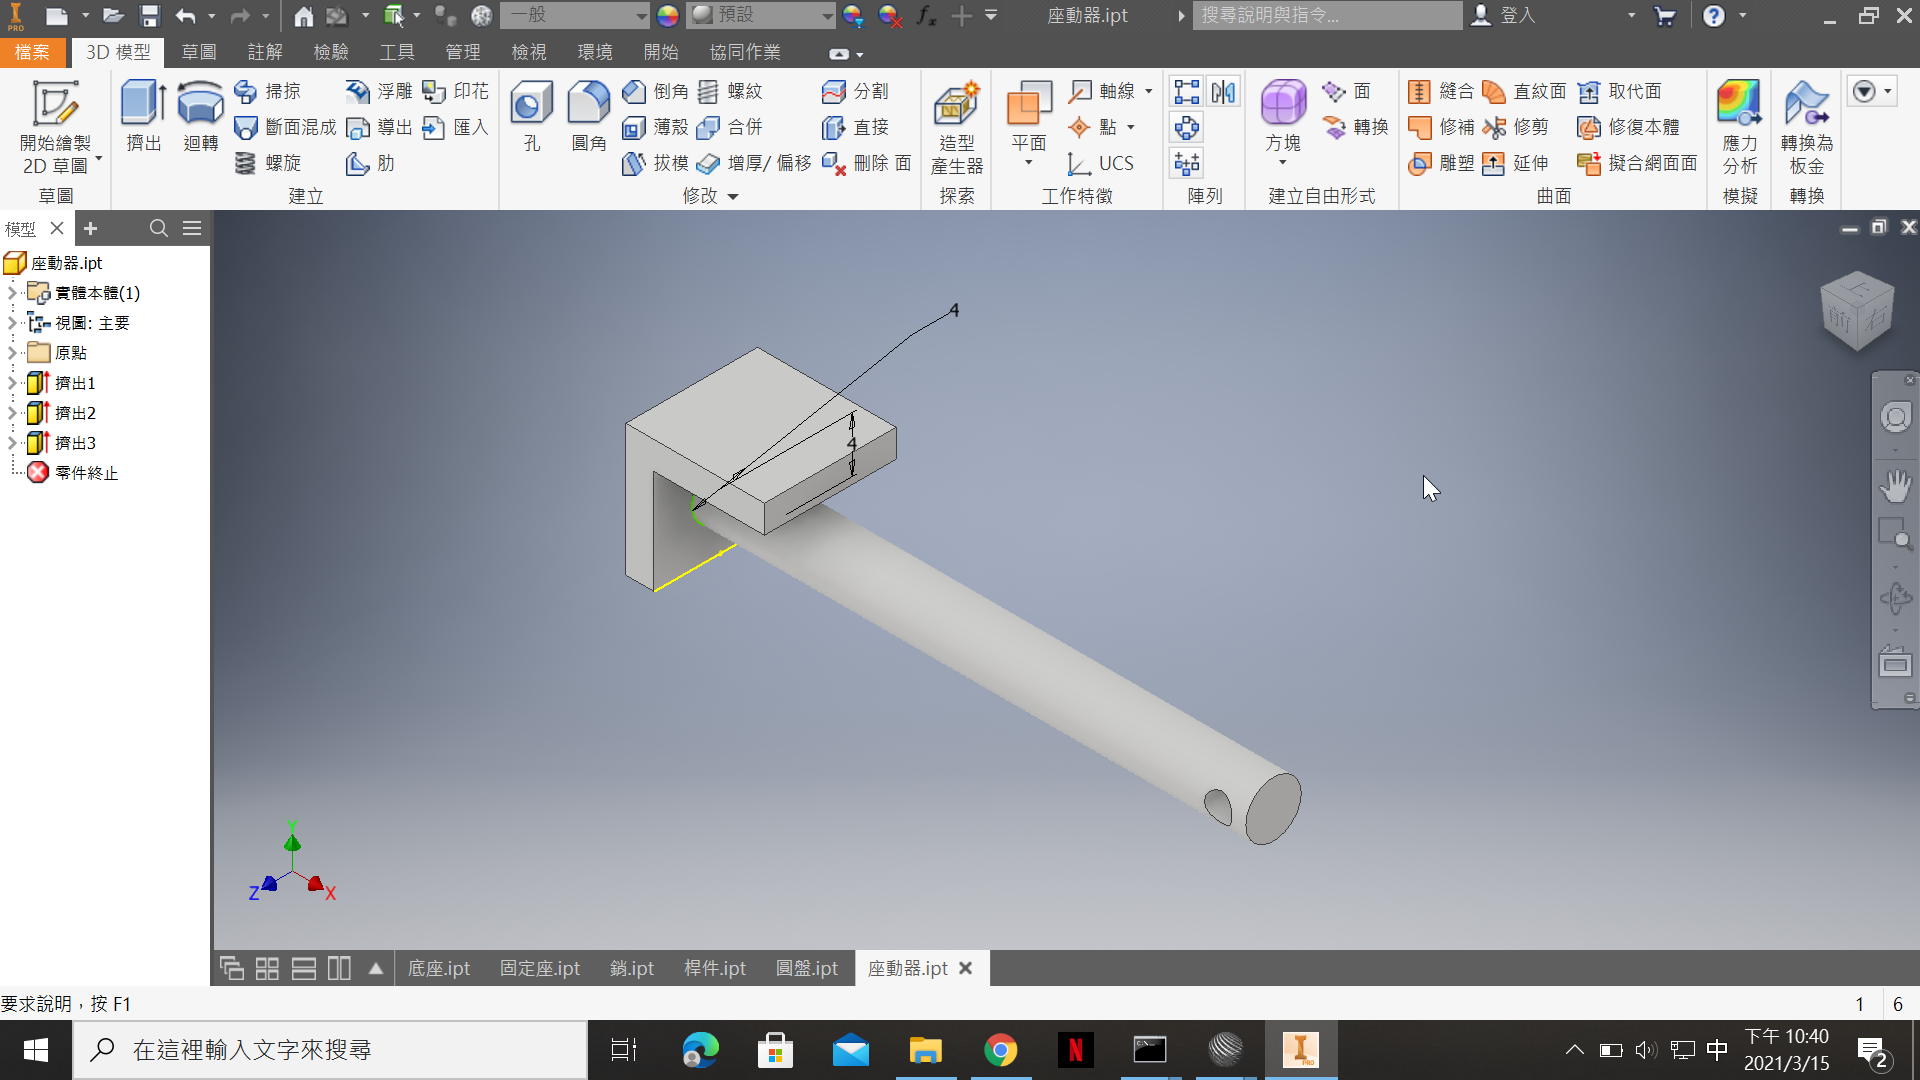 PRO
一般
預設
座動器.ipt
搜尋說明與指令...
登入
檔案
3D 模型
草圖
註解
檢驗
工具
管理
檢視
環境
開始
協同作業
開始繪製
2D 草圖
擠出
迴轉
掃掠
斷面混成
螺旋
浮雕
導出
肋
印花
匯入
孔
圓角
倒角
薄殼
拔模
螺紋
合併
增厚/ 偏移
分割
直接
刪除 面
造型
產生器
平面
軸線
點
UCS
方塊
面
轉換
縫合
修補
雕塑
直紋面
修剪
延伸
取代面
修復本體
擬合網面面
應力
分析
轉換為
板金
草圖
建立
修改
探索
工作特徵
陣列
建立自由形式
曲面
模擬
轉換
模型
座動器.ipt
實體本體(1)
視圖: 主要
原點
擠出1
擠出2
擠出3
零件終止
4
4
上
前
右
Y
Z
X
底座.ipt
固定座.ipt
銷.ipt
桿件.ipt
圓盤.ipt
座動器.ipt
要求說明，按 F1
1
6
在這裡輸入文字來搜尋
N
I
PRO
中
下午 10:40
2021/3/15
2